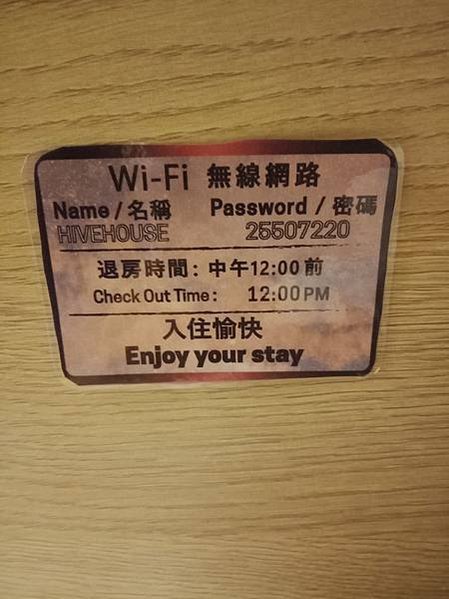 Wi-Fi 無線網路
Name / 名稱 Password / 密碼
HIVEHOUSE 25507220
退房時間：中午12:00 前
Check Out Time： 12:00 PM
入住愉快
Enjoy your stay